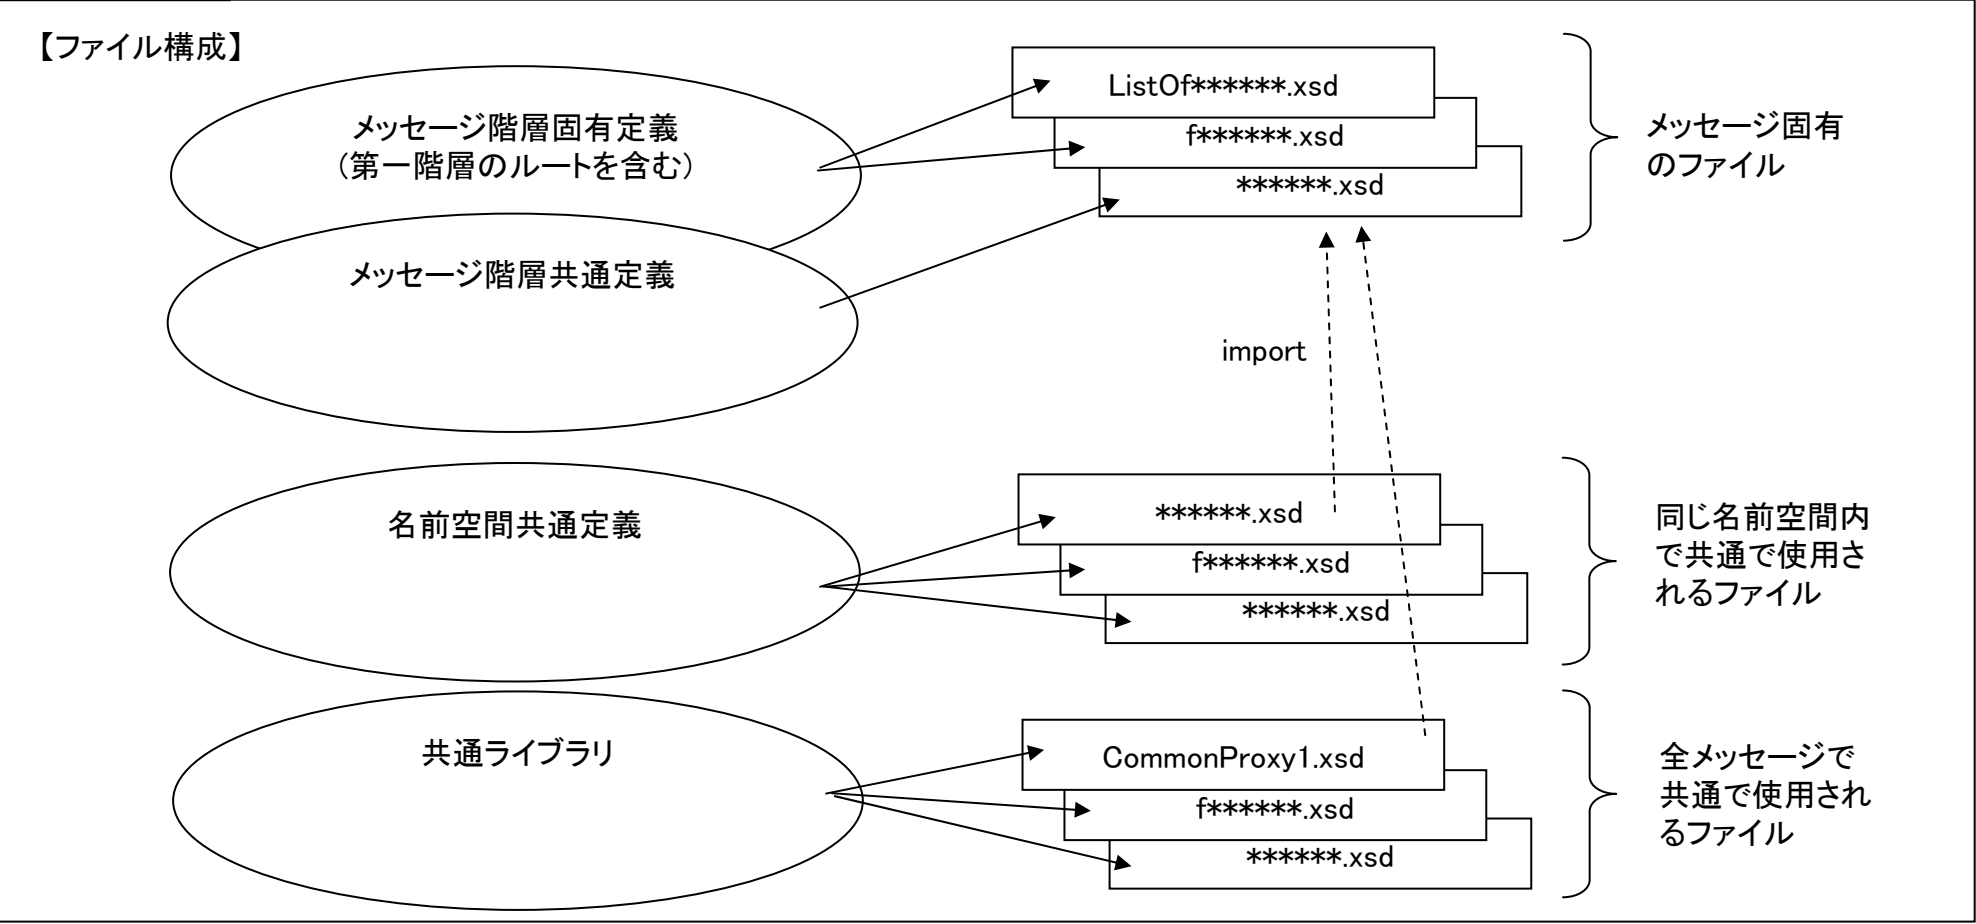 【ファイル構成】
メッセージ階層固有定義
（第一階層のルートを含む）
メッセージ階層共通定義
ListOf******.xsd
f******.xsd
******.xsd
メッセージ固有
のファイル
import
名前空間共通定義
******.xsd
f******.xsd
******.xsd
同じ名前空間内
で共通で使用さ
れるファイル
共通ライブラリ
CommonProxy1.xsd
f******.xsd
******.xsd
全メッセージで
共通で使用され
るファイル